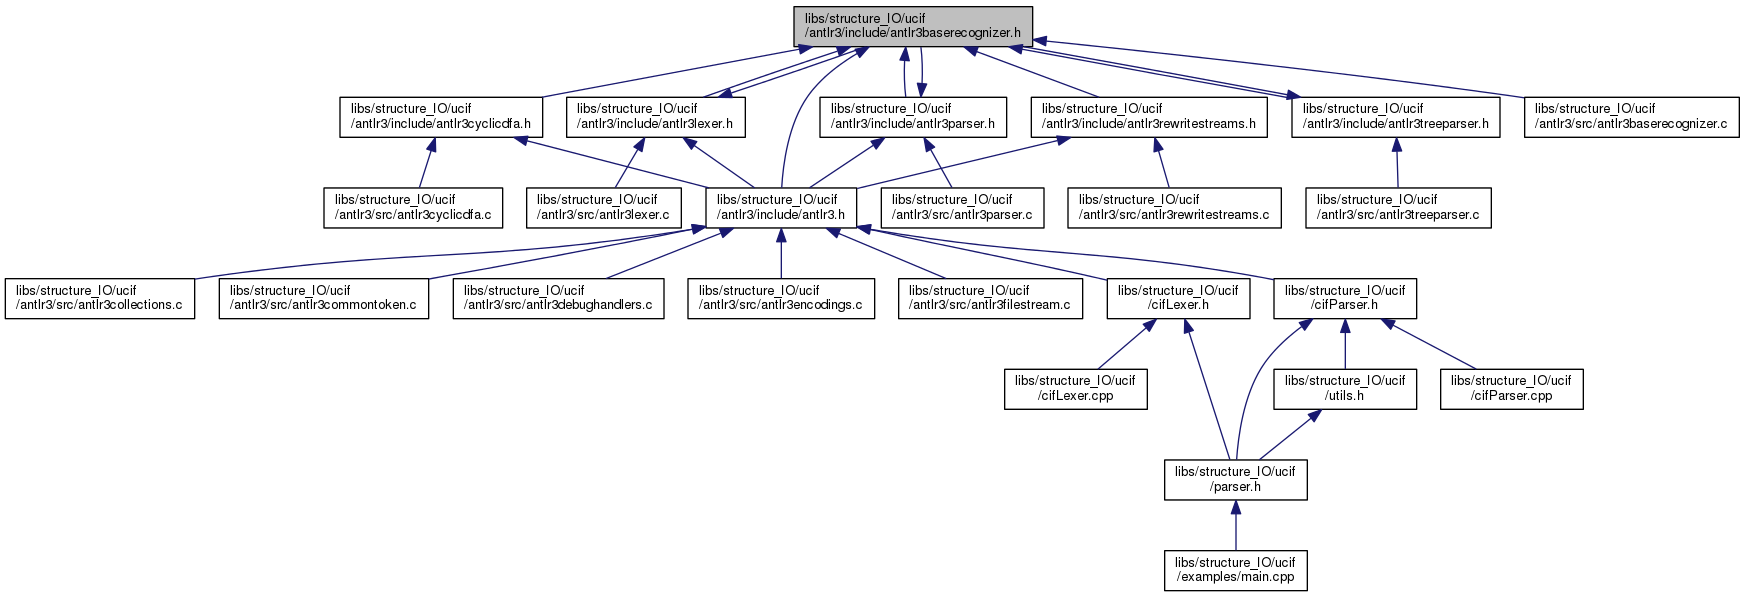 libs/structure_IO/ucif
/antlr3/include/antlr3baserecognizer.h
libs/structure_IO/ucif
/antlr3/include/antlr3cyclicdfa.h
libs/structure_IO/ucif
/antlr3/include/antlr3lexer.h
libs/structure_IO/ucif
/antlr3/include/antlr3parser.h
libs/structure_IO/ucif
/antlr3/include/antlr3rewritestreams.h
libs/structure_IO/ucif
/antlr3/include/antlr3treeparser.h
libs/structure_IO/ucif
/antlr3/src/antlr3baserecognizer.c
libs/structure_IO/ucif
/antlr3/src/antlr3cyclicdfa.c
libs/structure_IO/ucif
/antlr3/src/antlr3lexer.c
libs/structure_IO/ucif
/antlr3/include/antlr3.h
libs/structure_IO/ucif
/antlr3/src/antlr3parser.c
libs/structure_IO/ucif
/antlr3/src/antlr3rewritestreams.c
libs/structure_IO/ucif
/antlr3/src/antlr3treeparser.c
libs/structure_IO/ucif
/antlr3/src/antlr3collections.c
libs/structure_IO/ucif
/antlr3/src/antlr3commontoken.c
libs/structure_IO/ucif
/antlr3/src/antlr3debughandlers.c
libs/structure_IO/ucif
/antlr3/src/antlr3encodings.c
libs/structure_IO/ucif
/antlr3/src/antlr3filestream.c
libs/structure_IO/ucif
/cifLexer.h
libs/structure_IO/ucif
/cifParser.h
libs/structure_IO/ucif
/cifLexer.cpp
libs/structure_IO/ucif
/utils.h
libs/structure_IO/ucif
/cifParser.cpp
libs/structure_IO/ucif
/parser.h
libs/structure_IO/ucif
/examples/main.cpp